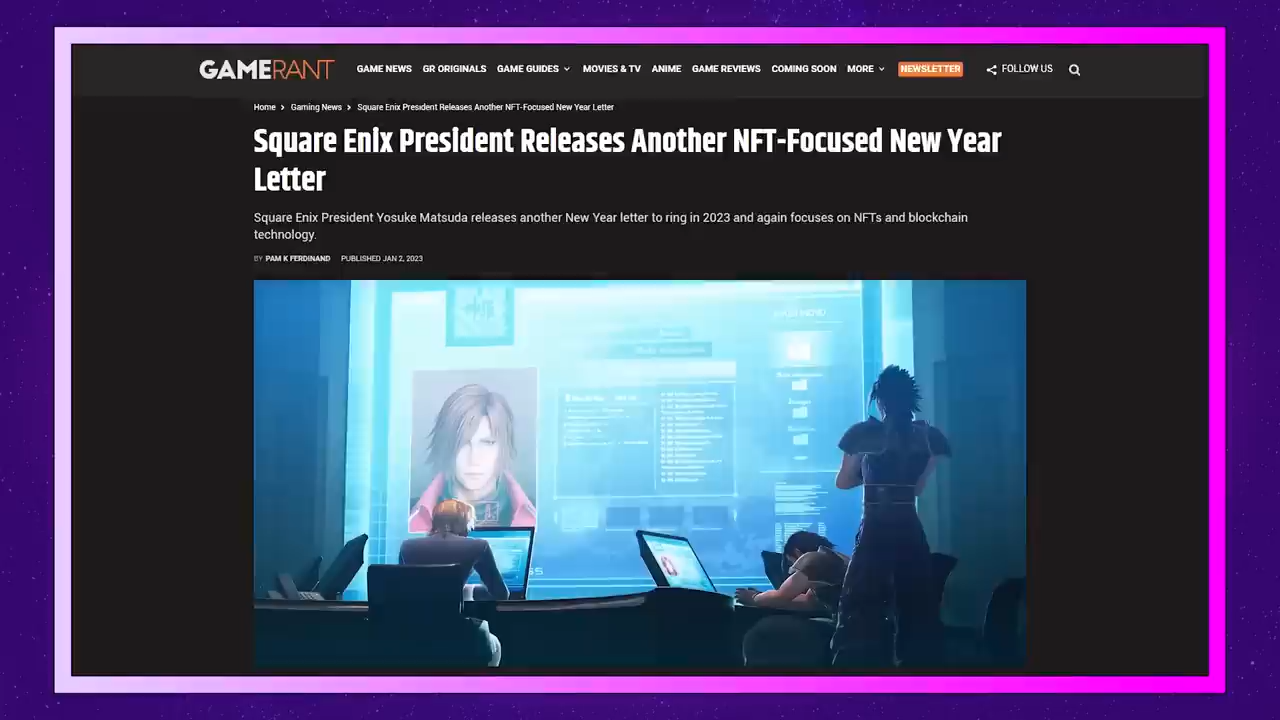 GAMERANT
GAME NEWS GR ORIGINALS GAME GUIDES MOVIES & TV ANIME GAME REVIEWS COMING SOON MORE NEWSLETTER FOLLOW US
Home > Gaming News > Square Enix President Releases Another NFT-Focused New Year Letter
Square Enix President Releases Another NFT-Focused New Year
Letter
Square Enix President Yosuke Matsuda releases another New Year letter to ring in 2023 and again focuses on NFTs and blockchain
technology.
BY PAM K FERDINAND PUBLISHED JAN 2, 2023